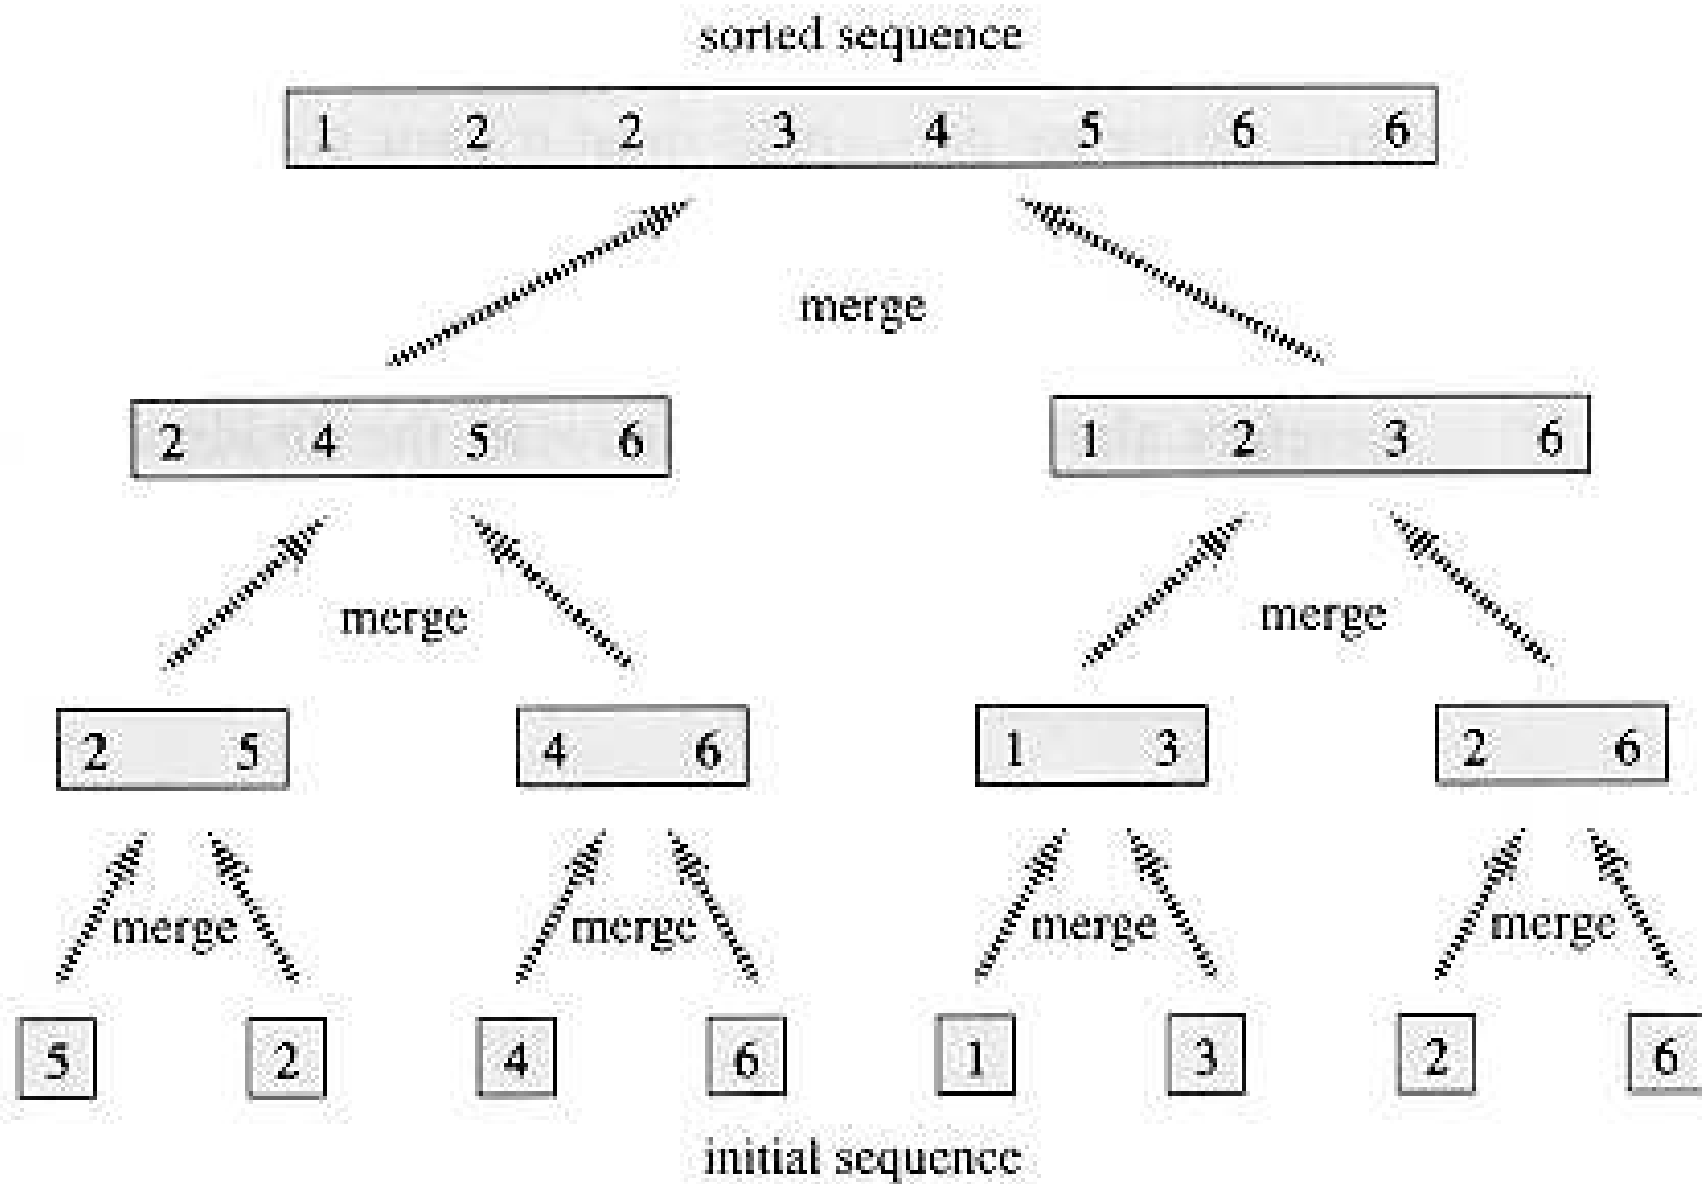 sorted sequence
1 2 2 3 4 5 6 6
merge
2 4 5 6 1 2 3 6
merge merge
2 5 4 6 1 3 2 6
merge merge merge merge
5 2 4 6 1 3 2 6
initial sequence